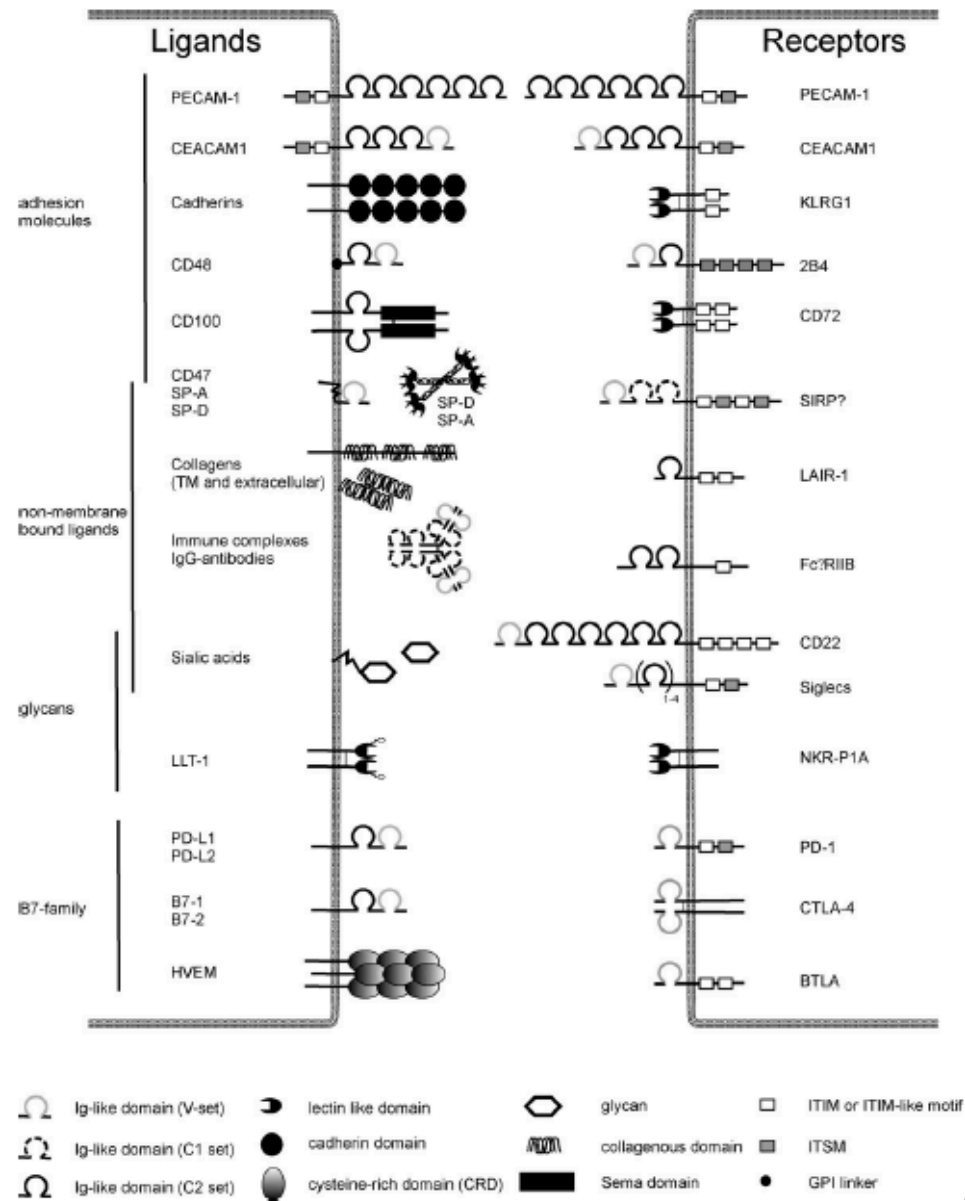 Ligands
Receptors
PECAM-1
PECAM-1
CEACAM1
CEACAM1
adhesion
molecules
Cadherins
KLRG1
CD48
2B4
CD100
CD72
CD47
SP-A
SP-D
SP-D
SP-A
SIRP?
Collagens
(TM and extracellular)
LAIR-1
non-membrane
bound ligands
Immune complexes
IgG-antibodies
Fc?RIIB
CD22
Sialic acids
Siglecs
1-4
glycans
LLT-1
NKR-P1A
PD-L1
PD-L2
PD-1
B7-family
B7-1
B7-2
CTLA-4
HVEM
BTLA
Ig-like domain (V-set)
lectin like domain
glycan
ITIM or ITIM-like motif
Ig-like domain (C1 set)
cadherin domain
collagenous domain
ITSM
Ig-like domain (C2 set)
cysteine-rich domain (CRD)
Sema domain
GPI linker